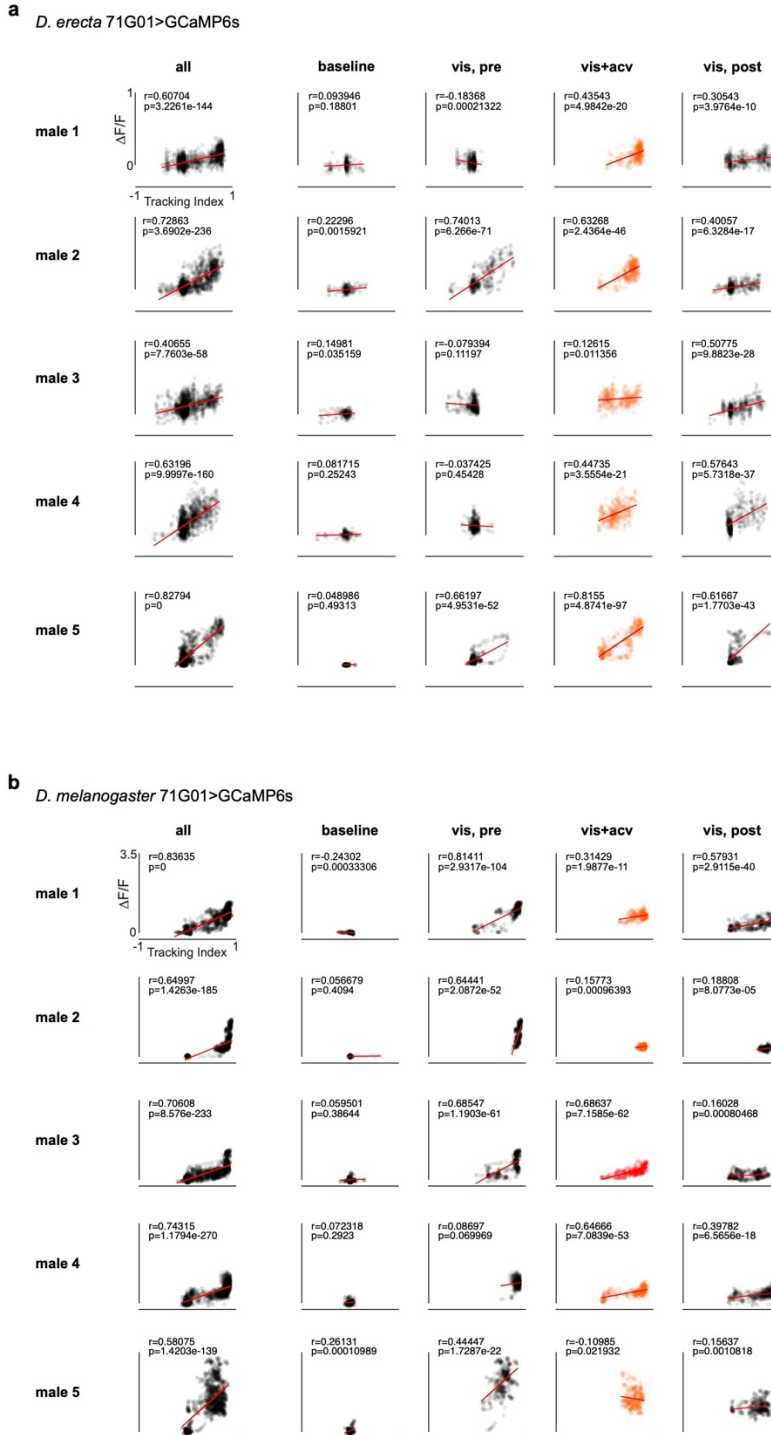 a
D. erecta 71G01>GCaMP6s
all baseline vis, pre vis+acv vis, post
male 1
1
ΔF/F
0
-1 Tracking Index 1
r=0.60704
p=3.2261e-144
r=0.093946
p=0.18801
r=-0.18368
p=0.00021322
r=0.43543
p=4.9842e-20
r=0.30543
p=3.9764e-10
male 2
r=0.72863
p=3.6902e-236
r=0.22296
p=0.0015921
r=0.74013
p=6.266e-71
r=0.63268
p=2.4364e-46
r=0.40057
p=6.3284e-17
male 3
r=0.40655
p=7.7603e-58
r=0.14981
p=0.035159
r=-0.079394
p=0.11197
r=0.12615
p=0.011356
r=0.50775
p=9.8823e-28
male 4
r=0.63196
p=9.9997e-160
r=0.081715
p=0.25243
r=-0.037425
p=0.45428
r=0.44735
p=3.5554e-21
r=0.57643
p=5.7318e-37
male 5
r=0.82794
p=0
r=0.048986
p=0.49313
r=0.66197
p=4.9531e-52
r=0.8155
p=4.8741e-97
r=0.61667
p=1.7703e-43
b
D. melanogaster 71G01>GCaMP6s
all baseline vis, pre vis+acv vis, post
male 1
3.5
ΔF/F
0
-1 Tracking Index 1
r=0.83635
p=0
r=-0.24302
p=0.00033306
r=0.81411
p=2.9317e-104
r=0.31429
p=1.9877e-11
r=0.57931
p=2.9115e-40
male 2
r=0.64997
p=1.4263e-185
r=0.056679
p=0.4094
r=0.64441
p=2.0872e-52
r=0.15773
p=0.00096393
r=0.18808
p=8.0773e-05
male 3
r=0.70608
p=8.576e-233
r=0.059501
p=0.38644
r=0.68547
p=1.1903e-61
r=0.68637
p=7.1585e-62
r=0.16028
p=0.00080468
male 4
r=0.74315
p=1.1794e-270
r=0.072318
p=0.2923
r=0.08697
p=0.069969
r=0.64666
p=7.0839e-53
r=0.39782
p=6.5656e-18
male 5
r=0.58075
p=1.4203e-139
r=0.26131
p=0.00010989
r=0.44447
p=1.7287e-22
r=-0.10985
p=0.021932
r=0.15637
p=0.0010818